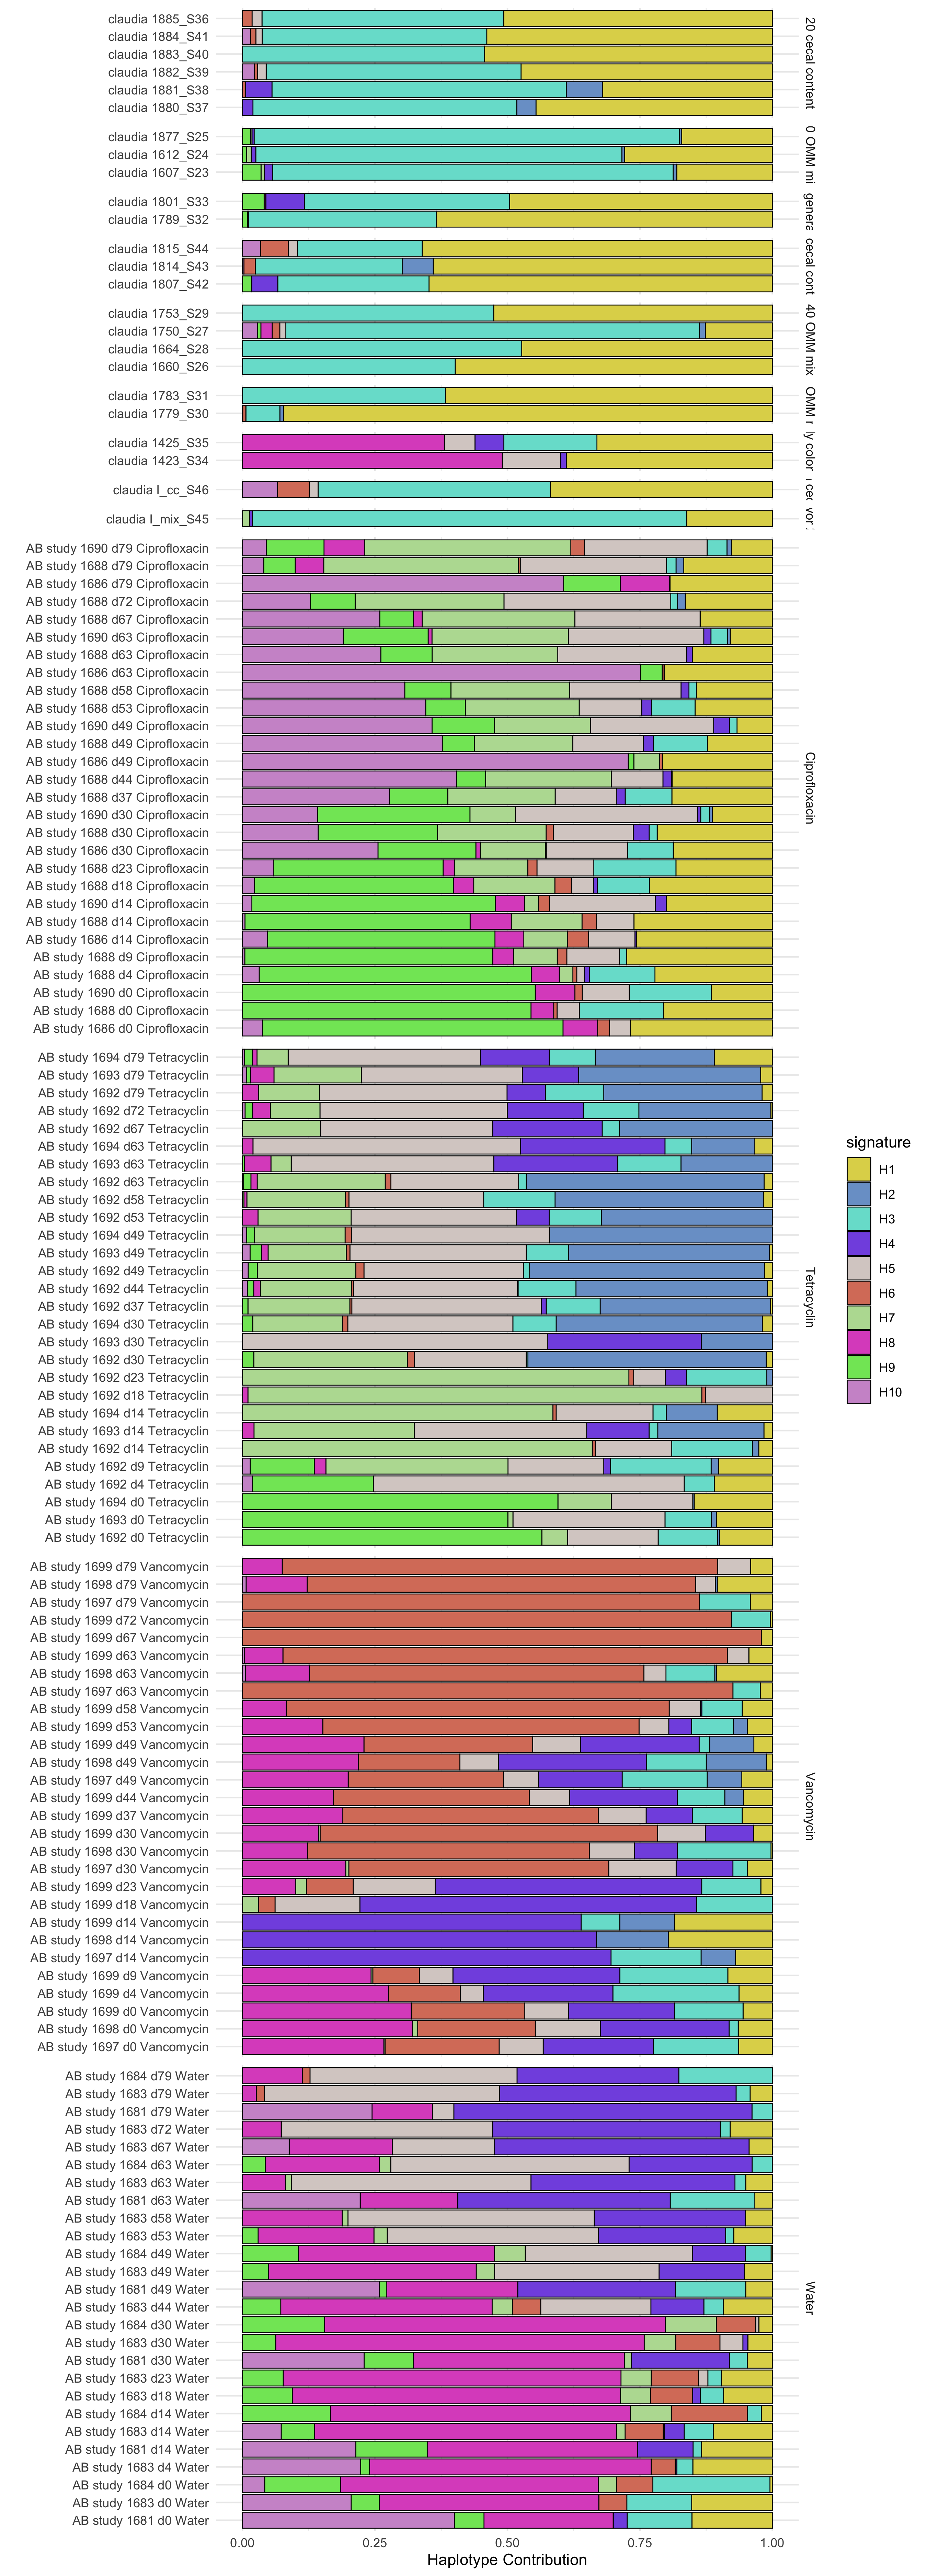 claudia 1885_S36
claudia 1884_S41
claudia 1883_S40
claudia 1882_S39
claudia 1881_S38
claudia 1880_S37
20 cecal content
claudia 1877_S25
claudia 1612_S24
claudia 1607_S23
0 OMM mi
claudia 1801_S33
claudia 1789_S32
genera
claudia 1815_S44
claudia 1814_S43
claudia 1807_S42
cecal cont
claudia 1753_S29
claudia 1750_S27
claudia 1664_S28
claudia 1660_S26
40 OMM mix
claudia 1783_S31
claudia 1779_S30
OMM r
claudia 1425_S35
claudia 1423_S34
ly color
claudia I_cc_S46
claudia I_mix_S45
AB study 1690 d79 Ciprofloxacin
AB study 1688 d79 Ciprofloxacin
AB study 1686 d79 Ciprofloxacin
AB study 1688 d72 Ciprofloxacin
AB study 1688 d67 Ciprofloxacin
AB study 1690 d63 Ciprofloxacin
AB study 1688 d63 Ciprofloxacin
AB study 1686 d63 Ciprofloxacin
AB study 1688 d58 Ciprofloxacin
AB study 1688 d53 Ciprofloxacin
AB study 1690 d49 Ciprofloxacin
AB study 1688 d49 Ciprofloxacin
AB study 1686 d49 Ciprofloxacin
AB study 1688 d44 Ciprofloxacin
AB study 1688 d37 Ciprofloxacin
AB study 1690 d30 Ciprofloxacin
AB study 1688 d30 Ciprofloxacin
AB study 1686 d30 Ciprofloxacin
AB study 1688 d23 Ciprofloxacin
AB study 1688 d18 Ciprofloxacin
AB study 1690 d14 Ciprofloxacin
AB study 1688 d14 Ciprofloxacin
AB study 1686 d14 Ciprofloxacin
AB study 1688 d9 Ciprofloxacin
AB study 1688 d4 Ciprofloxacin
AB study 1690 d0 Ciprofloxacin
AB study 1688 d0 Ciprofloxacin
AB study 1686 d0 Ciprofloxacin
Ciprofloxacin
AB study 1694 d79 Tetracyclin
AB study 1693 d79 Tetracyclin
AB study 1692 d79 Tetracyclin
AB study 1692 d72 Tetracyclin
AB study 1692 d67 Tetracyclin
AB study 1694 d63 Tetracyclin
AB study 1693 d63 Tetracyclin
AB study 1692 d63 Tetracyclin
AB study 1692 d58 Tetracyclin
AB study 1692 d53 Tetracyclin
AB study 1694 d49 Tetracyclin
AB study 1693 d49 Tetracyclin
AB study 1692 d49 Tetracyclin
AB study 1692 d44 Tetracyclin
AB study 1692 d37 Tetracyclin
AB study 1694 d30 Tetracyclin
AB study 1693 d30 Tetracyclin
AB study 1692 d30 Tetracyclin
AB study 1692 d23 Tetracyclin
AB study 1692 d18 Tetracyclin
AB study 1694 d14 Tetracyclin
AB study 1693 d14 Tetracyclin
AB study 1692 d14 Tetracyclin
AB study 1692 d9 Tetracyclin
AB study 1692 d4 Tetracyclin
AB study 1694 d0 Tetracyclin
AB study 1693 d0 Tetracyclin
AB study 1692 d0 Tetracyclin
Tetracyclin
AB study 1699 d79 Vancomycin
AB study 1698 d79 Vancomycin
AB study 1697 d79 Vancomycin
AB study 1699 d72 Vancomycin
AB study 1699 d67 Vancomycin
AB study 1699 d63 Vancomycin
AB study 1698 d63 Vancomycin
AB study 1697 d63 Vancomycin
AB study 1699 d58 Vancomycin
AB study 1699 d53 Vancomycin
AB study 1699 d49 Vancomycin
AB study 1698 d49 Vancomycin
AB study 1697 d49 Vancomycin
AB study 1699 d44 Vancomycin
AB study 1699 d37 Vancomycin
AB study 1699 d30 Vancomycin
AB study 1698 d30 Vancomycin
AB study 1697 d30 Vancomycin
AB study 1699 d23 Vancomycin
AB study 1699 d18 Vancomycin
AB study 1699 d14 Vancomycin
AB study 1698 d14 Vancomycin
AB study 1697 d14 Vancomycin
AB study 1699 d9 Vancomycin
AB study 1699 d4 Vancomycin
AB study 1699 d0 Vancomycin
AB study 1698 d0 Vancomycin
AB study 1697 d0 Vancomycin
Vancomycin
AB study 1684 d79 Water
AB study 1683 d79 Water
AB study 1681 d79 Water
AB study 1683 d72 Water
AB study 1683 d67 Water
AB study 1684 d63 Water
AB study 1683 d63 Water
AB study 1681 d63 Water
AB study 1683 d58 Water
AB study 1683 d53 Water
AB study 1684 d49 Water
AB study 1683 d49 Water
AB study 1681 d49 Water
AB study 1683 d44 Water
AB study 1684 d30 Water
AB study 1683 d30 Water
AB study 1681 d30 Water
AB study 1683 d23 Water
AB study 1683 d18 Water
AB study 1684 d14 Water
AB study 1683 d14 Water
AB study 1681 d14 Water
AB study 1683 d4 Water
AB study 1684 d0 Water
AB study 1683 d0 Water
AB study 1681 d0 Water
Water
0.00 0.25 0.50 0.75 1.00
Haplotype Contribution
signature
H1
H2
H3
H4
H5
H6
H7
H8
H9
H10